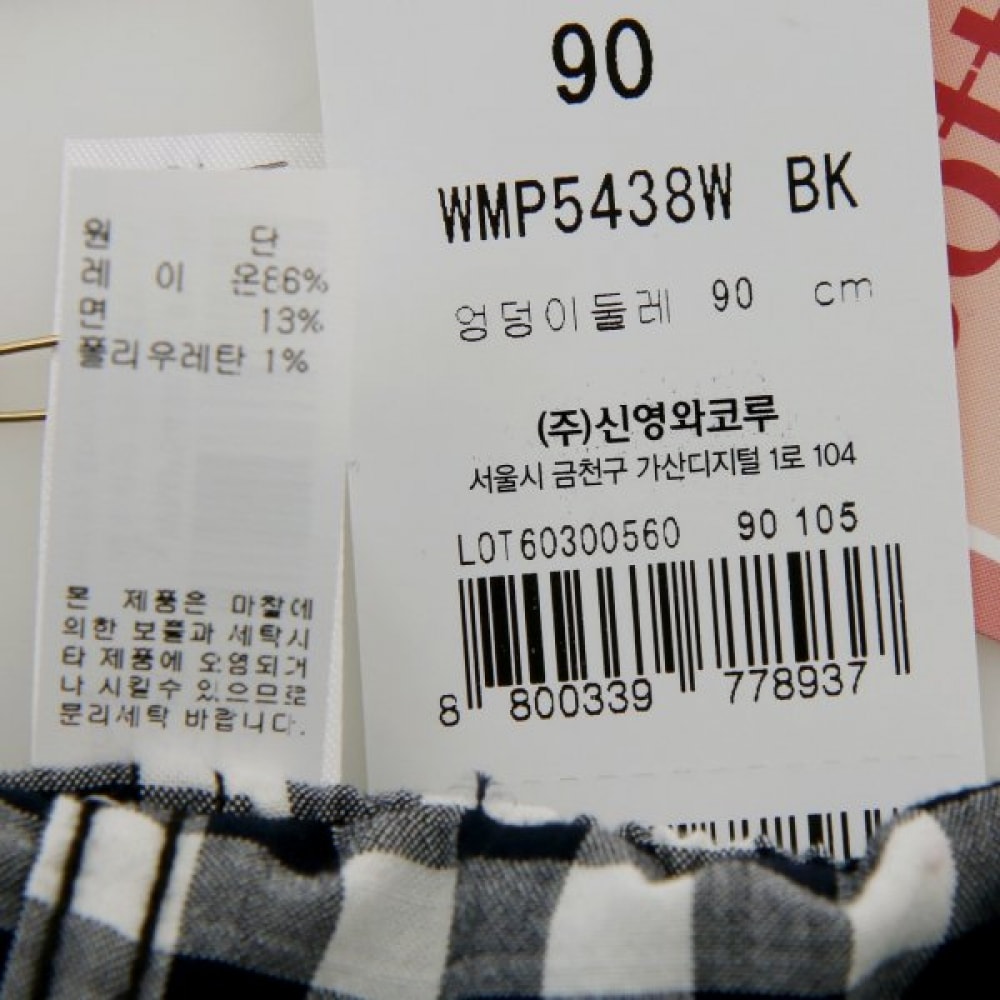 90
WMP5438W BK
엉덩이둘레 90 cm
(주)신영와코루
서울시 금천구 가산디지털 1로 104
LOT60300560 90 105
8 800339 778937
원 단
레 이 온86%
면 13%
폴리우레탄 1%
본 제품은 마찰에
의한 보풀과 세탁시
타 제품에 오염되거
나 시킬수 있으므로
분리세탁 바랍니다.